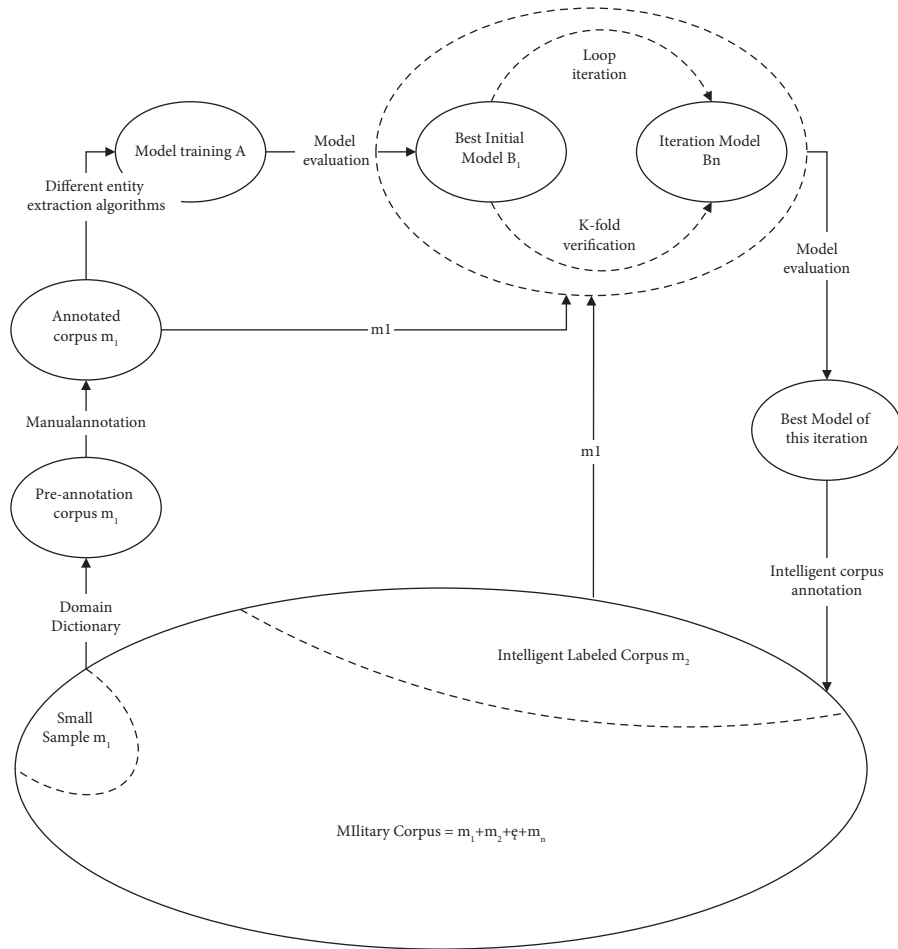 Loop
iteration
Model training A
Model
evaluation
Best Initial
Model B₁
Iteration Model
Bn
Different entity
extraction algorithms
K-fold
verification
Model
evaluation
Annotated
corpus m₁
m1
Manualannotation
Best Model of
this iteration
m1
Pre-annotation
corpus m₁
Intelligent corpus
annotation
Domain
Dictionary
Intelligent Labeled Corpus m₂
Small
Sample m₁
MIlitary Corpus = m₁+m₂+ę+mₙ